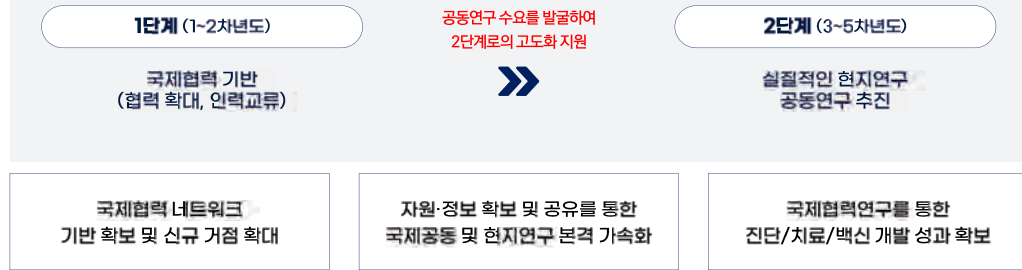 1단계 (1~2차년도)
공동연구 수요를 발굴하여
2단계로의 고도화 지원
2단계 (3~5차년도)
국제협력 기반
(협력 확대, 인력교류)
실질적인 현지연구
공동연구 추진
국제협력 네트워크
기반 확보 및 신규 거점 확대
자원·정보 확보 및 공유를 통한
국제공동 및 현지연구 본격 가속화
국제협력연구를 통한
진단/치료/백신 개발 성과 확보